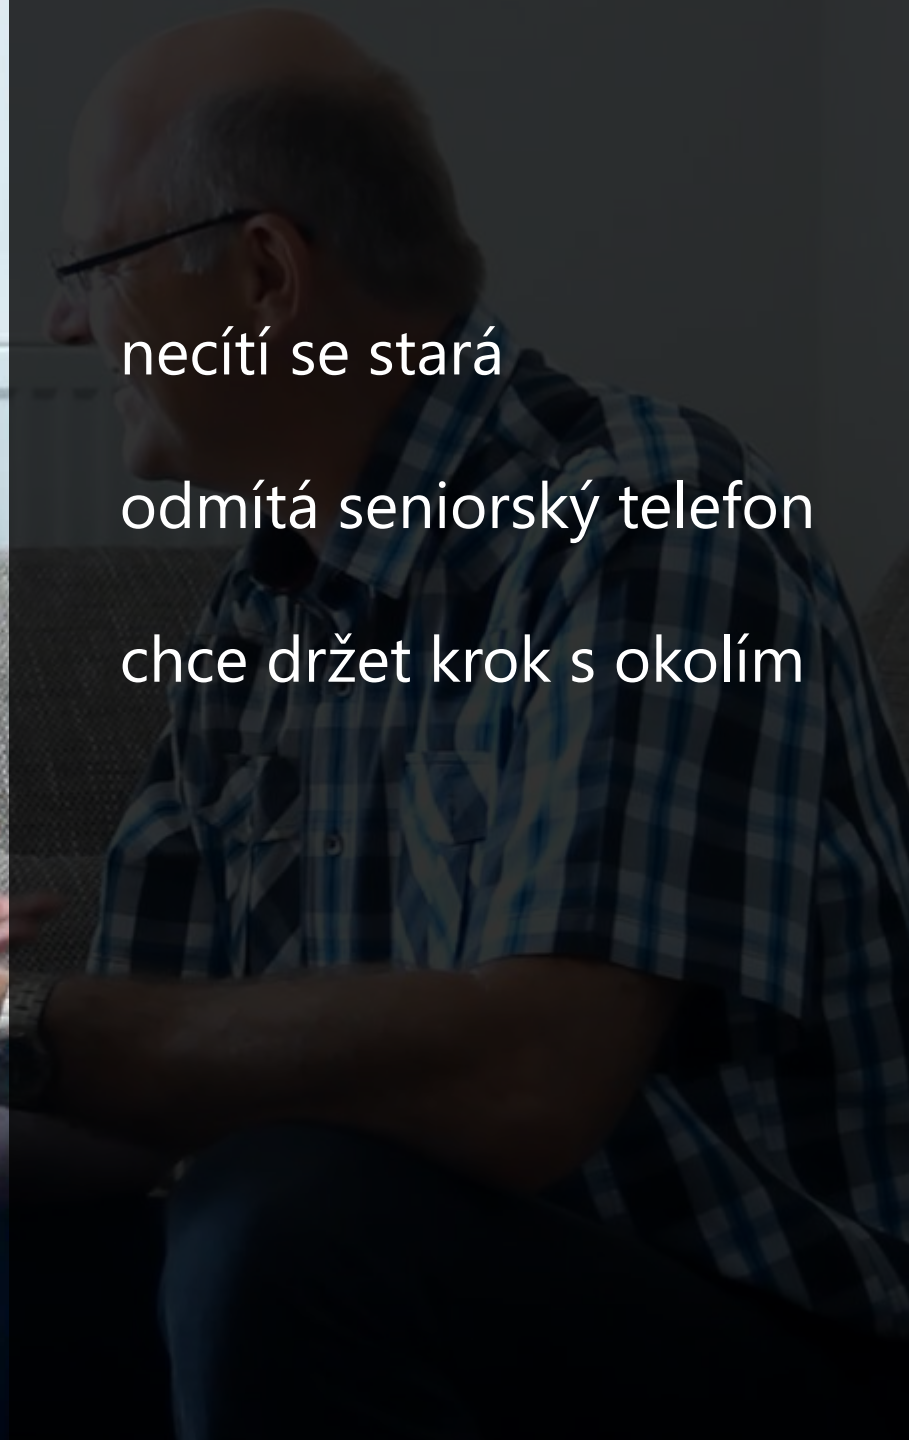 necítí se stará
odmítá seniorský telefon
chce držet krok s okolím